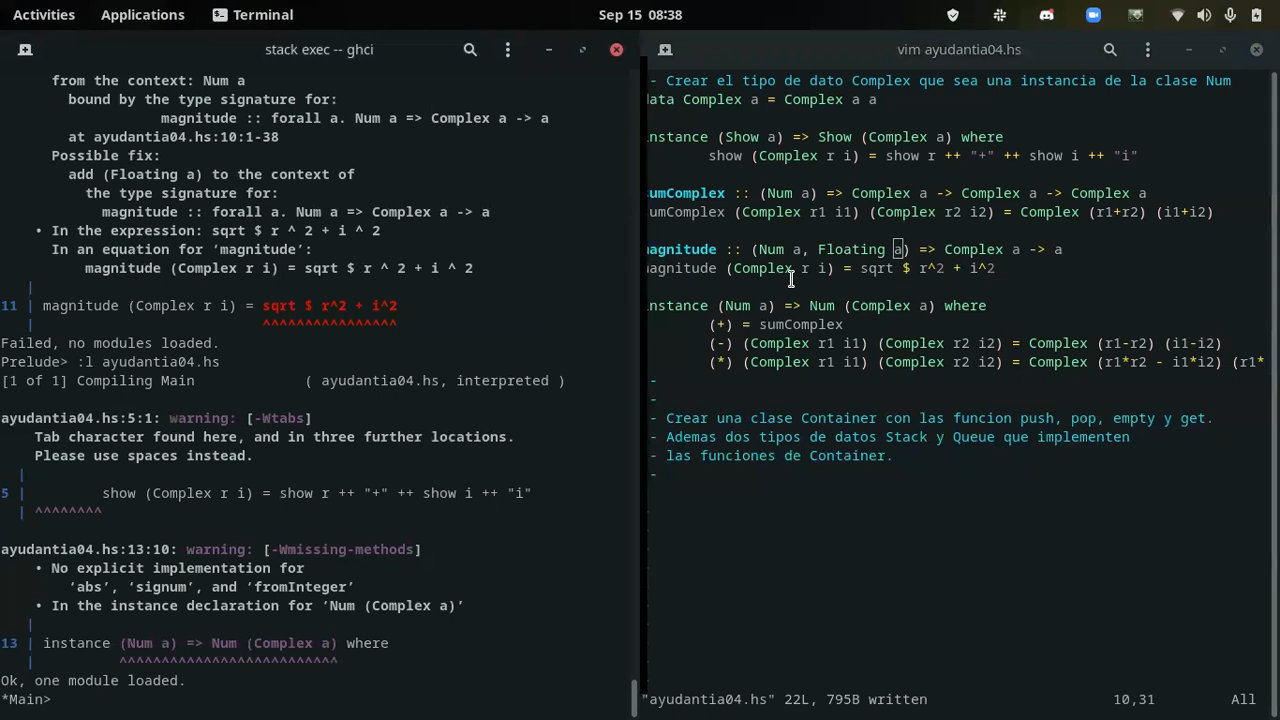 Activities Applications Terminal Sep 15 08:38
stack exec -- ghci
from the context: Num a
bound by the type signature for:
magnitude :: forall a. Num a => Complex a -> a
at ayudantia04.hs:10:1-38
Possible fix:
add (Floating a) to the context of
the type signature for:
magnitude :: forall a. Num a => Complex a -> a
• In the expression: sqrt $ r ^ 2 + i ^ 2
In an equation for ‘magnitude’:
magnitude (Complex r i) = sqrt $ r ^ 2 + i ^ 2
|
11 | magnitude (Complex r i) = sqrt $ r^2 + i^2
| ^^^^^^^^^^^^^^^^
Failed, no modules loaded.
Prelude> :l ayudantia04.hs
[1 of 1] Compiling Main ( ayudantia04.hs, interpreted )
ayudantia04.hs:5:1: warning: [-Wtabs]
Tab character found here, and in three further locations.
Please use spaces instead.
|
5 | show (Complex r i) = show r ++ "+" ++ show i ++ "i"
| ^^^^^^^^
ayudantia04.hs:13:10: warning: [-Wmissing-methods]
• No explicit implementation for
‘abs’, ‘signum’, and ‘fromInteger’
• In the instance declaration for ‘Num (Complex a)’
|
13 | instance (Num a) => Num (Complex a) where
| ^^^^^^^^^^^^^^^^^^^^^^^^^^
Ok, one module loaded.
*Main>
vim ayudantia04.hs
- Crear el tipo de dato Complex que sea una instancia de la clase Num
data Complex a = Complex a a
instance (Show a) => Show (Complex a) where
show (Complex r i) = show r ++ "+" ++ show i ++ "i"
sumComplex :: (Num a) => Complex a -> Complex a -> Complex a
sumComplex (Complex r1 i1) (Complex r2 i2) = Complex (r1+r2) (i1+i2)
magnitude :: (Num a, Floating a) => Complex a -> a
magnitude (Complex r i) = sqrt $ r^2 + i^2
instance (Num a) => Num (Complex a) where
(+) = sumComplex
(-) (Complex r1 i1) (Complex r2 i2) = Complex (r1-r2) (i1-i2)
(*) (Complex r1 i1) (Complex r2 i2) = Complex (r1*r2 - i1*i2) (r1*
-
-
- Crear una clase Container con las funcion push, pop, empty y get.
- Ademas dos tipos de datos Stack y Queue que implementen
- las funciones de Container.
-
"ayudantia04.hs" 22L, 795B written 10,31 All